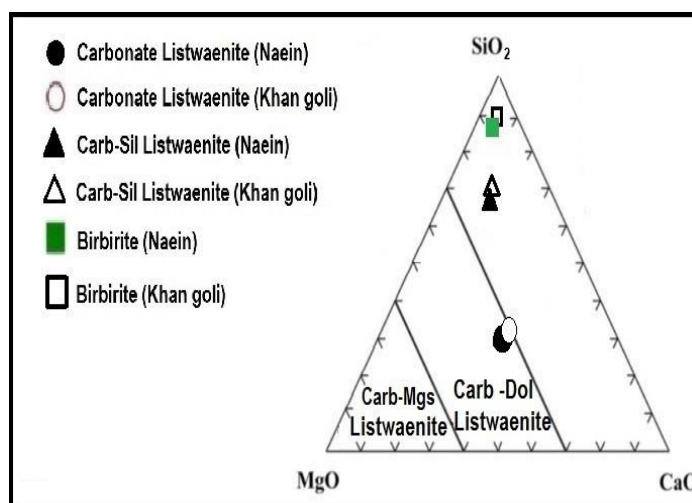 Carbonate Listwaenite (Naein)
Carbonate Listwaenite (Khan goli)
Carb-Sil Listwaenite (Naein)
Carb-Sil Listwaenite (Khan goli)
Birbirite (Naein)
Birbirite (Khan goli)
SiO2
Carb-Mgs
Listwaenite
Carb -Dol
Listwaenite
MgO
CaO